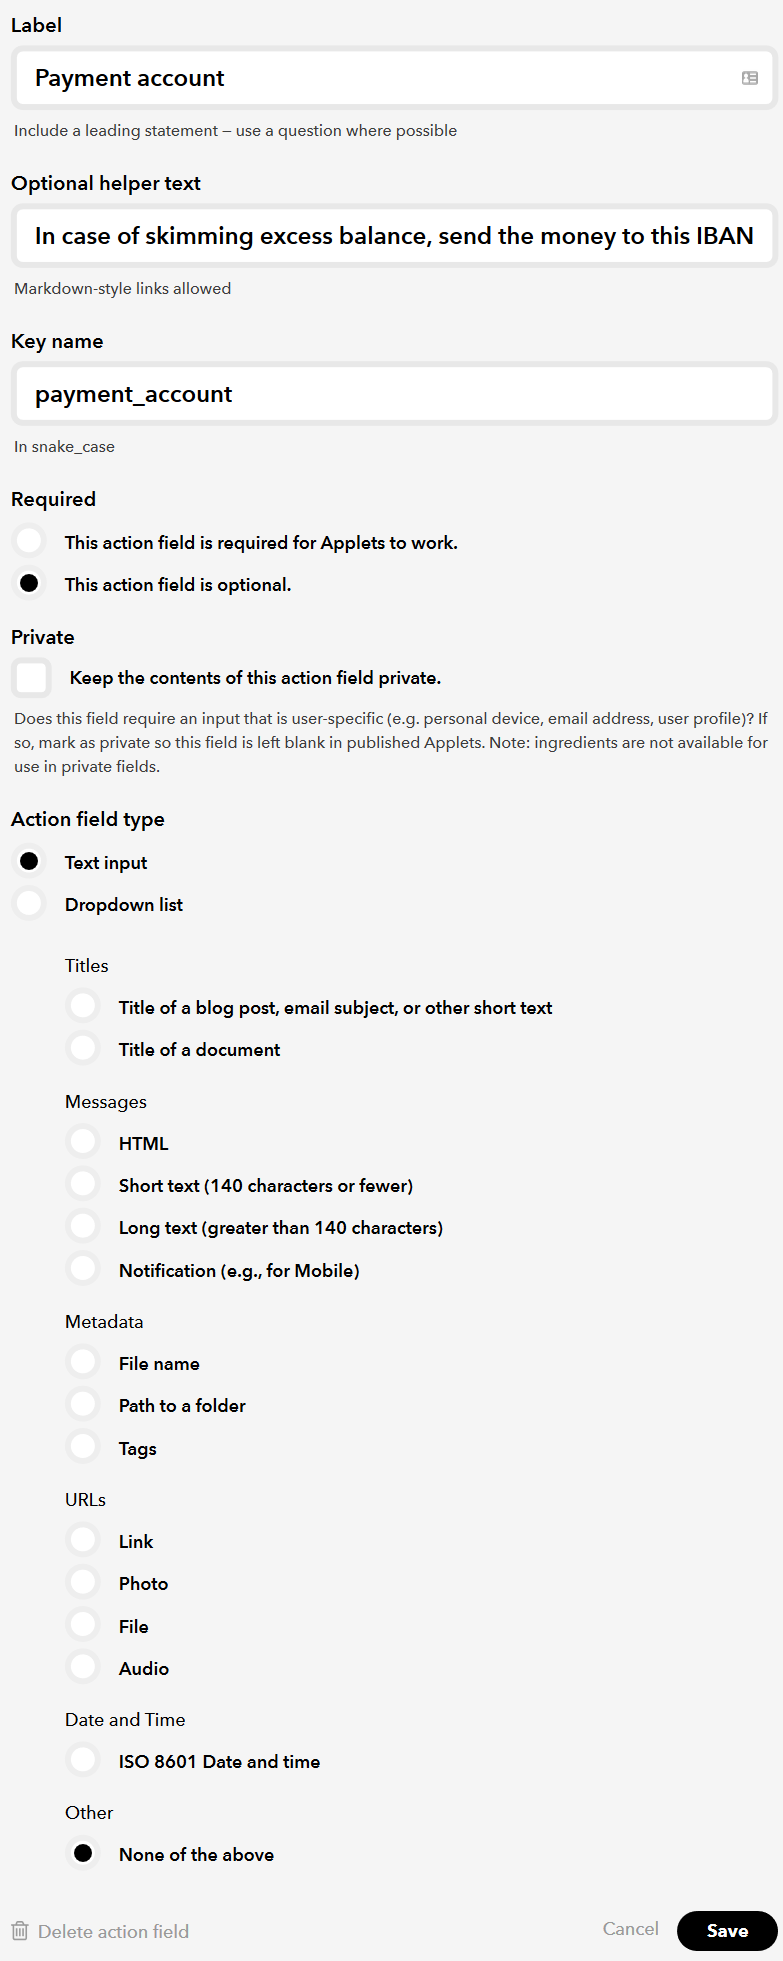 Label
Payment account
Include a leading statement – use a question where possible
Optional helper text
In case of skimming excess balance, send the money to this IBAN
Markdown-style links allowed
Key name
payment_account
In snake_case
Required
This action field is required for Applets to work.
This action field is optional.
Private
Keep the contents of this action field private.
Does this field require an input that is user-specific (e.g. personal device, email address, user profile)? If
so, mark as private so this field is left blank in published Applets. Note: ingredients are not available for
use in private fields.
Action field type
Text input
Dropdown list
Titles
Title of a blog post, email subject, or other short text
Title of a document
Messages
HTML
Short text (140 characters or fewer)
Long text (greater than 140 characters)
Notification (e.g., for Mobile)
Metadata
File name
Path to a folder
Tags
URLs
Link
Photo
File
Audio
Date and Time
ISO 8601 Date and time
Other
None of the above
Delete action field Cancel Save